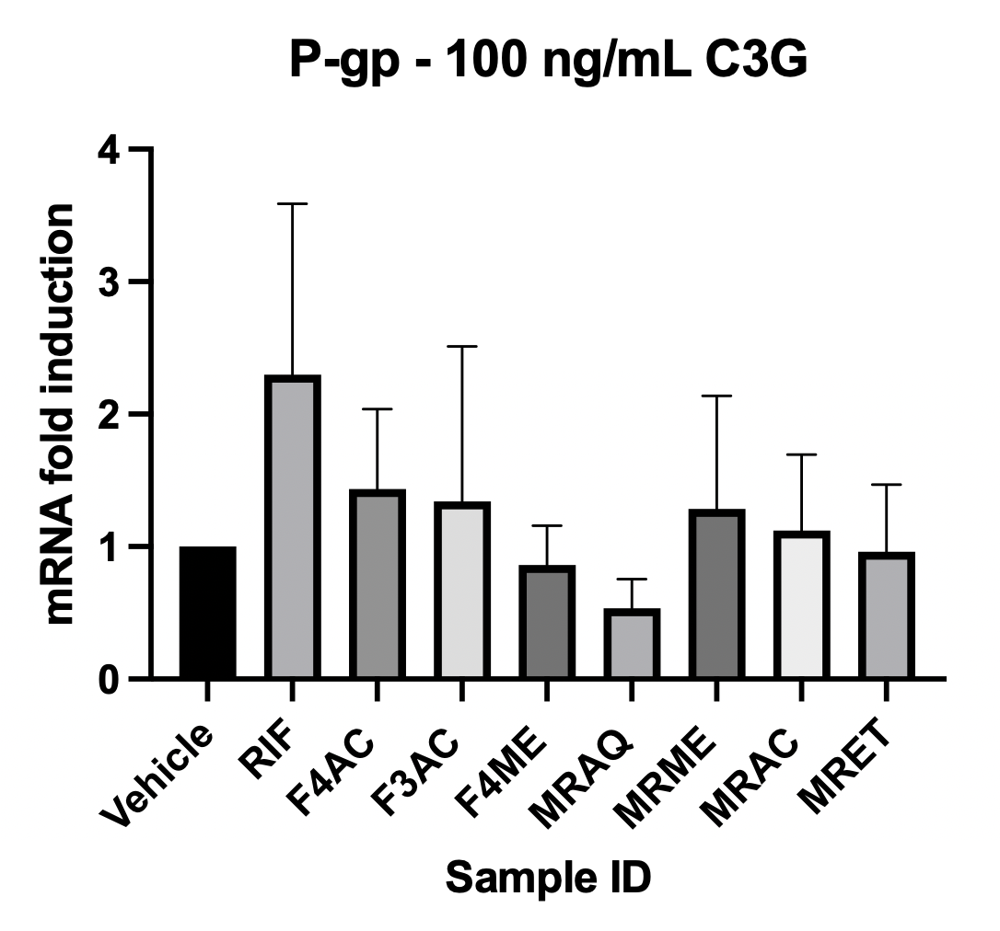 P-gp - 100 ng/mL C3G
mRNA fold induction
4
3
2
1
0
Vehicle
RIF
F4AC
F3AC
F4ME
MRAQ
MRME
MRAC
MRET
Sample ID